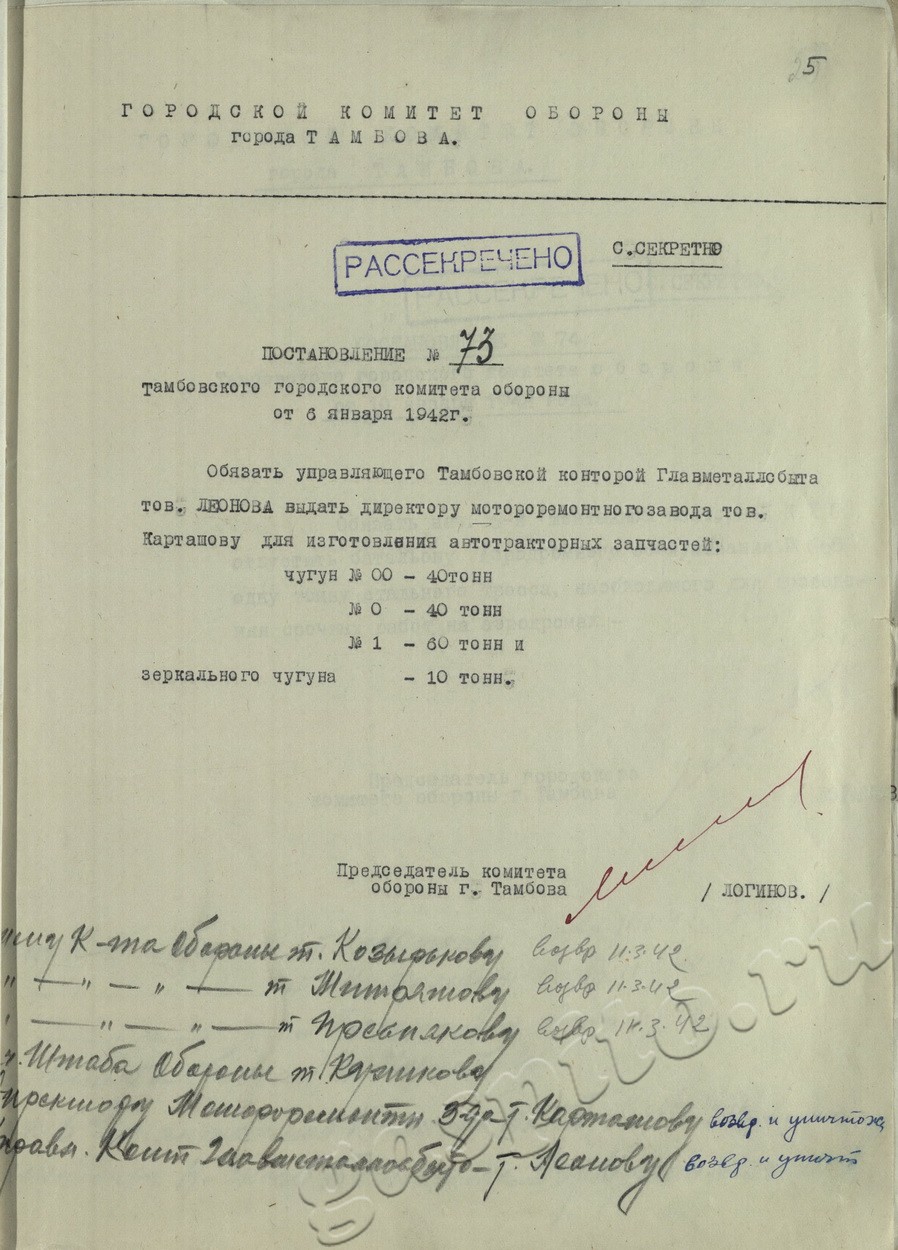 5
ГОРОДСКОЙ КОМИТЕТ ОБОРОНЫ
города ТАМБОВА.
РАССЕКРЕЧЕНО
С.СЕКРЕТНО
ПОСТАНОВЛЕНИЕ № 73
тамбовского городского комитета обороны
от 6 января 1942г.
Обязать управляющего Тамбовской конторой Главметаллсбыта
тов. ЛЕОНОВА выдать директору мотороремонтногозавода тов.
Карташову для изготовления автотракторных запчастей:
чугун № 00 - 40тонн
№ 0 - 40 тонн
№ 1 - 60 тонн и
зеркального чугуна - 10 тонн.
Председатель комитета
обороны г. Тамбова / ЛОГИНОВ. /
К-та Обороны т. Козырькову возвр 11.3.42.
" — " — " — т возвр 11.3.42
" — " — " — т возвр 11.3.42
Штаба Обороны т.
Мотороремонтн. З-да т. Карташову возвр. и уничтож
Конт Главметаллосбыта - т. Леонову возвр. и уничт